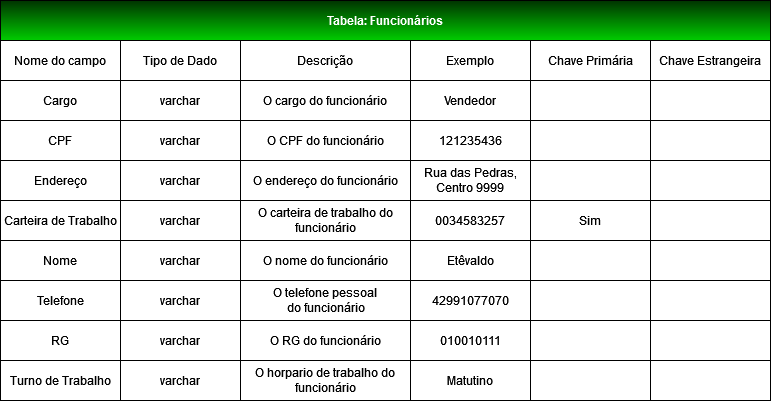 Tabela: Funcionários
Nome do campo Tipo de Dado Descrição Exemplo Chave Primária Chave Estrangeira
Cargo varchar O cargo do funcionário Vendedor
CPF varchar O CPF do funcionário 121235436
Endereço varchar O endereço do funcionário Rua das Pedras,
Centro 9999
Carteira de Trabalho varchar O carteira de trabalho do 0034583257 Sim
funcionário
Nome varchar O nome do funcionário Etêvaldo
Telefone varchar O telefone pessoal 42991077070
do funcionário
RG varchar O RG do funcionário 010010111
Turno de Trabalho varchar O horpario de trabalho do Matutino
funcionário